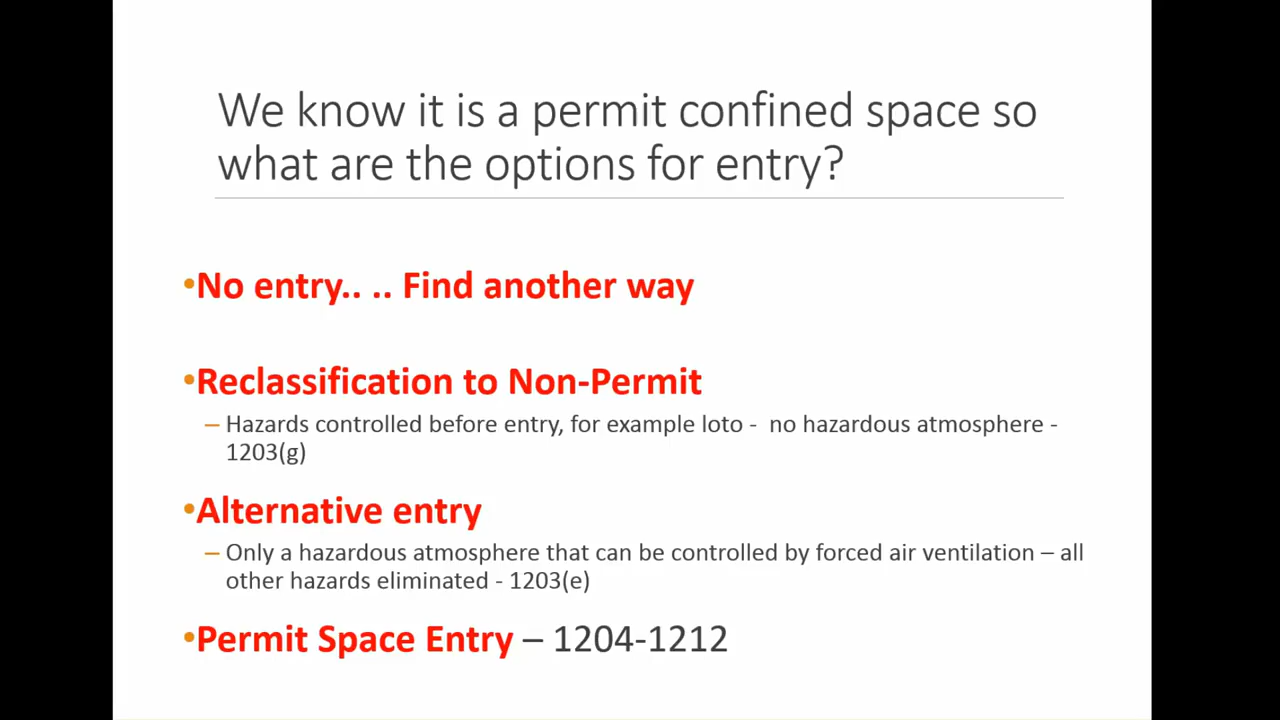 We know it is a permit confined space so
what are the options for entry?
•No entry.. .. Find another way
•Reclassification to Non-Permit
– Hazards controlled before entry, for example loto - no hazardous atmosphere -
1203(g)
•Alternative entry
– Only a hazardous atmosphere that can be controlled by forced air ventilation – all
other hazards eliminated - 1203(e)
•Permit Space Entry – 1204-1212